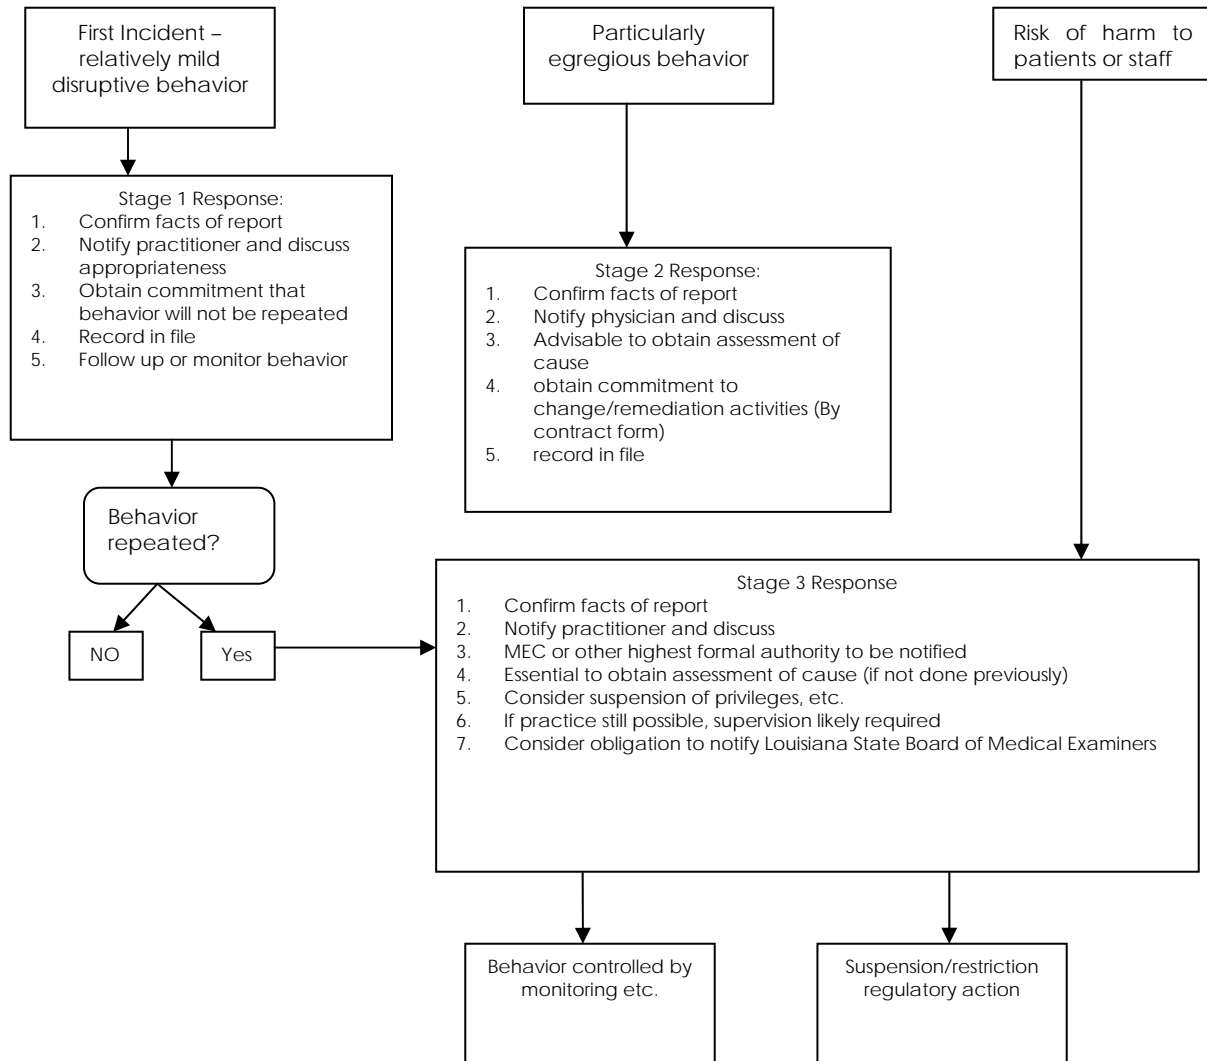 First Incident –
relatively mild
disruptive behavior
Particularly
egregious behavior
Risk of harm to
patients or staff
Stage 1 Response:
1. Confirm facts of report
2. Notify practitioner and discuss
appropriateness
3. Obtain commitment that
behavior will not be repeated
4. Record in file
5. Follow up or monitor behavior
Stage 2 Response:
1. Confirm facts of report
2. Notify physician and discuss
3. Advisable to obtain assessment of
cause
4. obtain commitment to
change/remediation activities (By
contract form)
5. record in file
Behavior
repeated?
NO
Yes
Stage 3 Response
1. Confirm facts of report
2. Notify practitioner and discuss
3. MEC or other highest formal authority to be notified
4. Essential to obtain assessment of cause (if not done previously)
5. Consider suspension of privileges, etc.
6. If practice still possible, supervision likely required
7. Consider obligation to notify Louisiana State Board of Medical Examiners
Behavior controlled by
monitoring etc.
Suspension/restriction
regulatory action